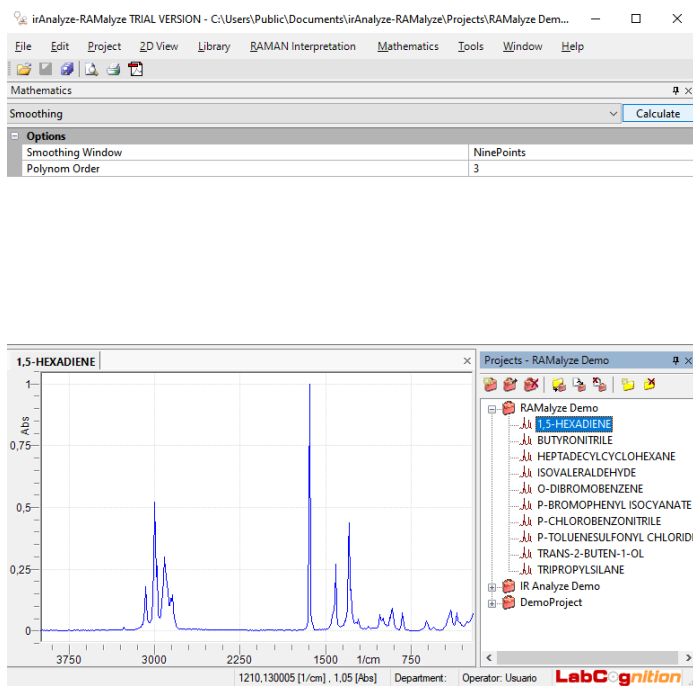 irAnalyze-RAMalyze TRIAL VERSION - C:\Users\Public\Documents\irAnalyze-RAMalyze\Projects\RAMalyze Dem...
File Edit Project 2D View Library RAMAN Interpretation Mathematics Tools Window Help
Mathematics
Smoothing Calculate
Options
Smoothing Window NinePoints
Polynom Order 3
1,5-HEXADIENE
1
0,75
0,5
0,25
0
Abs
3750 3000 2250 1500 1/cm 750
Projects - RAMalyze Demo
RAMalyze Demo
1,5-HEXADIENE
BUTYRONITRILE
HEPTADECYLCYCLOHEXANE
ISOVALERALDEHYDE
O-DIBROMOBENZENE
P-BROMOPHENYL ISOCYANATE
P-CHLOROBENZONITRILE
P-TOLUENESULFONYL CHLORIDE
TRANS-2-BUTEN-1-OL
TRIPROPYLSILANE
IR Analyze Demo
DemoProject
1210,130005 [1/cm] , 1,05 [Abs] Department: Operator: Usuario LabCognition